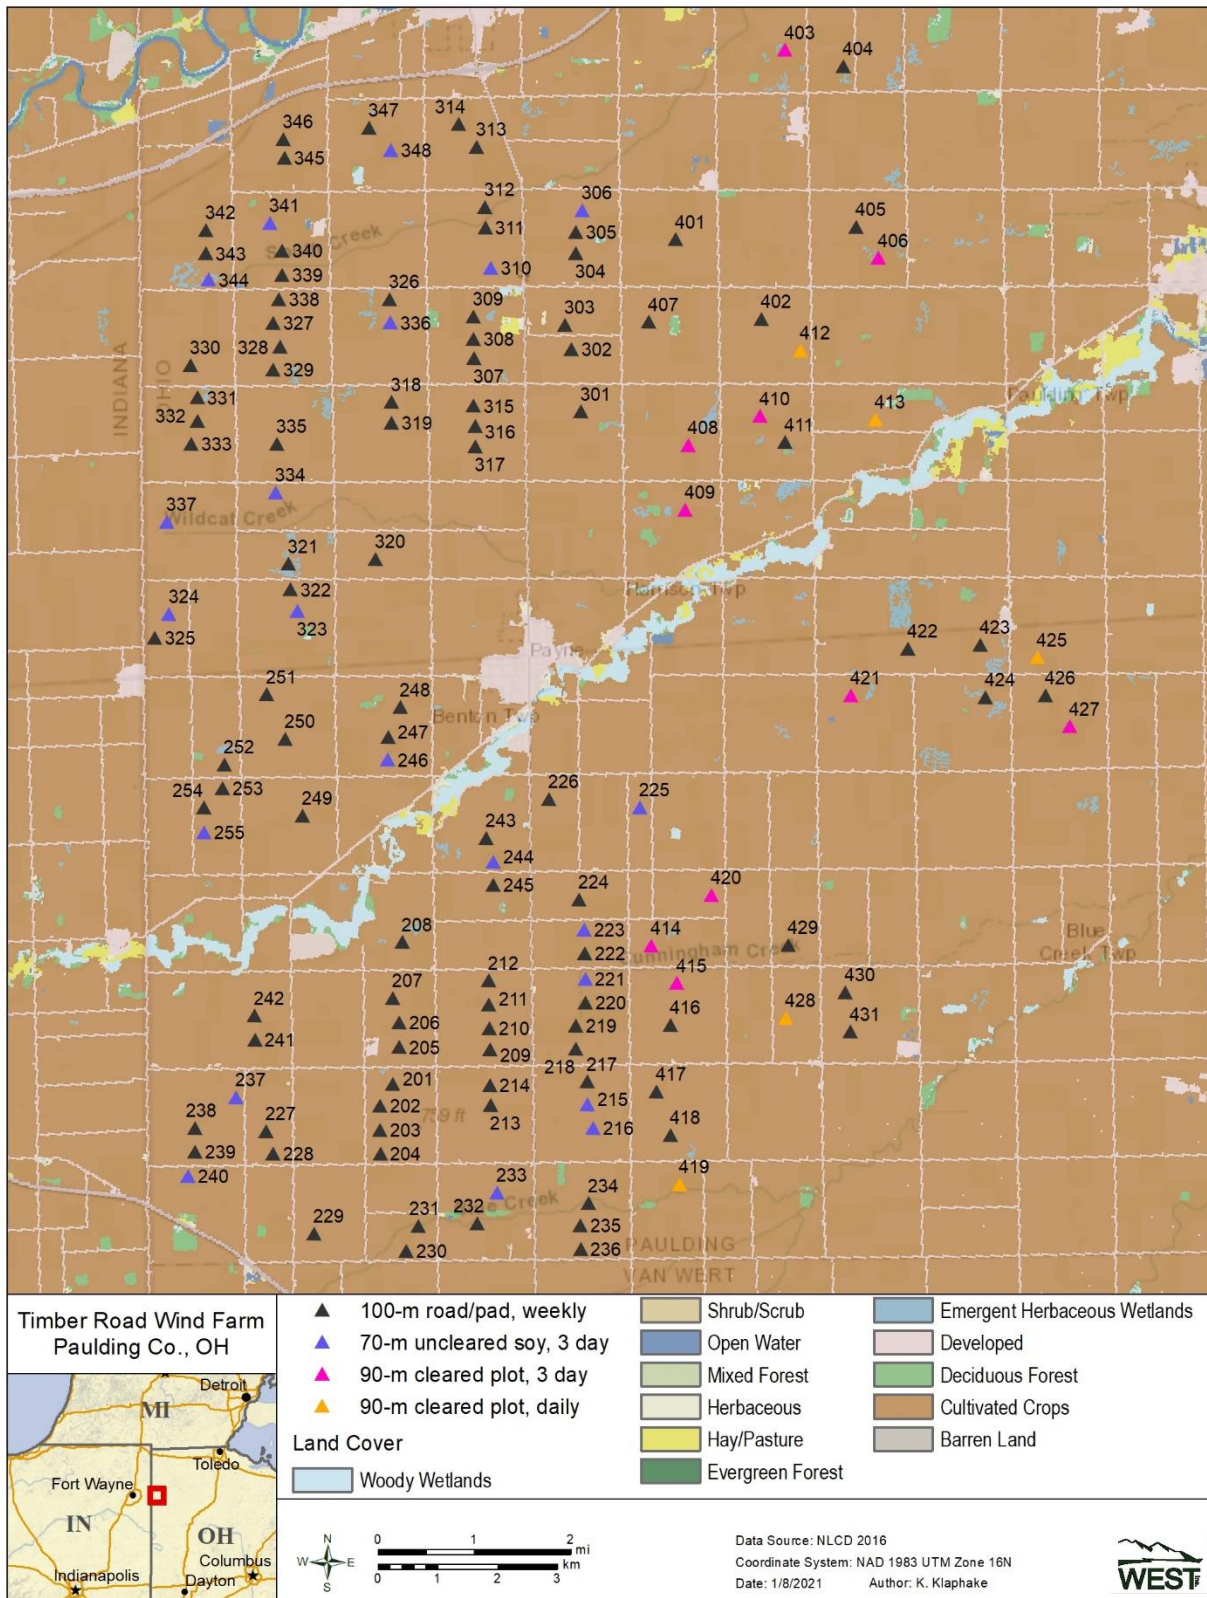 403
404
346
347
314
313
345
348
312
306
342
341
311
305
401
405
343
340
S Creek
304
406
344
339
310
338
326
309
303
407
402
327
336
308
412
330
328
302
329
307
331
318
315
301
410
413
Paulding Twp
332
319
316
408
411
333
335
317
INDIANA
OHIO
334
409
337
Wildcat Creek
321
320
322
Harrison Twp
324
323
325
422
423
425
Payne
251
248
421
424
426
Benton Twp
427
250
247
252
246
253
226
225
254
249
243
255
244
245
224
420
208
223
414
429
Blue
Creek Twp
222
Cunningham Creek
207
212
221
415
430
242
211
220
428
206
210
219
416
431
241
205
209
218
217
237
201
214
417
238
227
202
759 ft
215
213
203
216
418
239
228
204
240
233
419
Creek
234
229
231
232
235
230
236
PAULDING
VAN WERT
Timber Road Wind Farm
Paulding Co., OH
Detroit
MI
Toledo
Fort Wayne
IN
OH
Columbus
Indianapolis
Dayton
100-m road/pad, weekly
70-m uncleared soy, 3 day
90-m cleared plot, 3 day
90-m cleared plot, daily
Land Cover
Woody Wetlands
Shrub/Scrub
Open Water
Mixed Forest
Herbaceous
Hay/Pasture
Evergreen Forest
Emergent Herbaceous Wetlands
Developed
Deciduous Forest
Cultivated Crops
Barren Land
N
W E
S
0 1 2
mi
km
0 1 2 3
Data Source: NLCD 2016
Coordinate System: NAD 1983 UTM Zone 16N
Date: 1/8/2021 Author: K. Klaphake
WEST Inc.